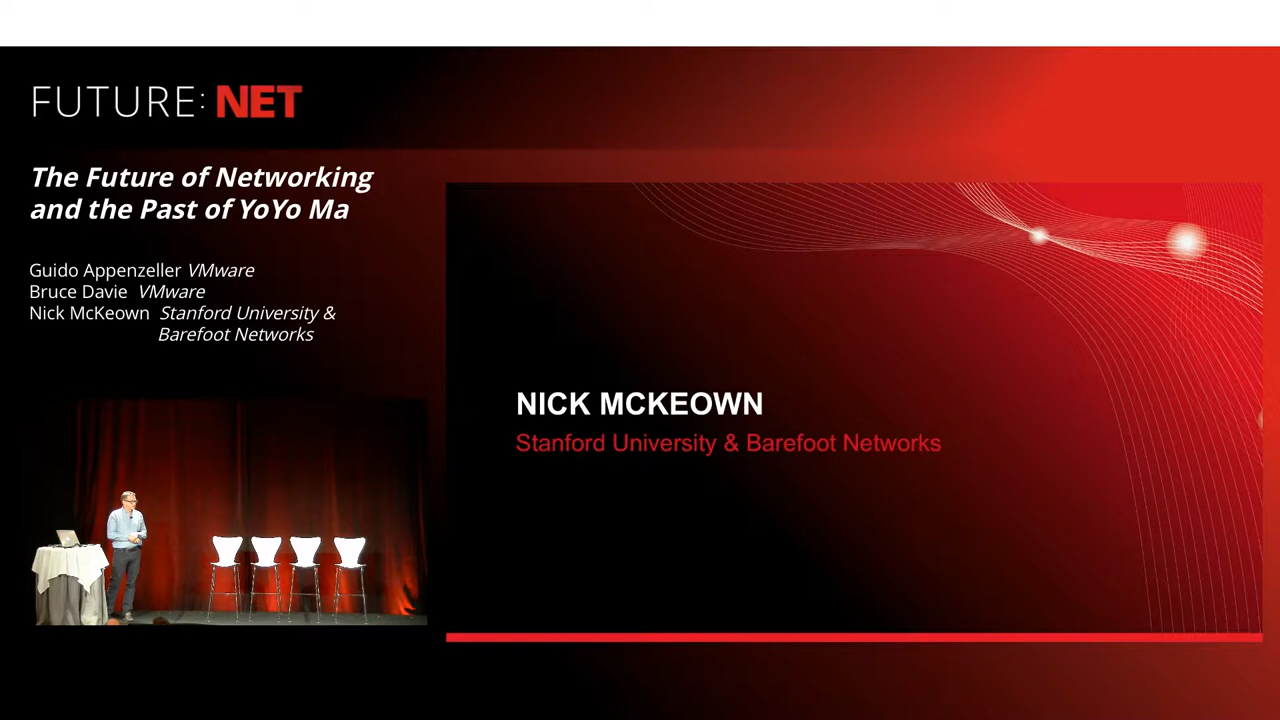 FUTURE: NET
The Future of Networking
and the Past of YoYo Ma
Guido Appenzeller VMware
Bruce Davie VMware
Nick McKeown Stanford University &
Barefoot Networks
NICK MCKEOWN
Stanford University & Barefoot Networks